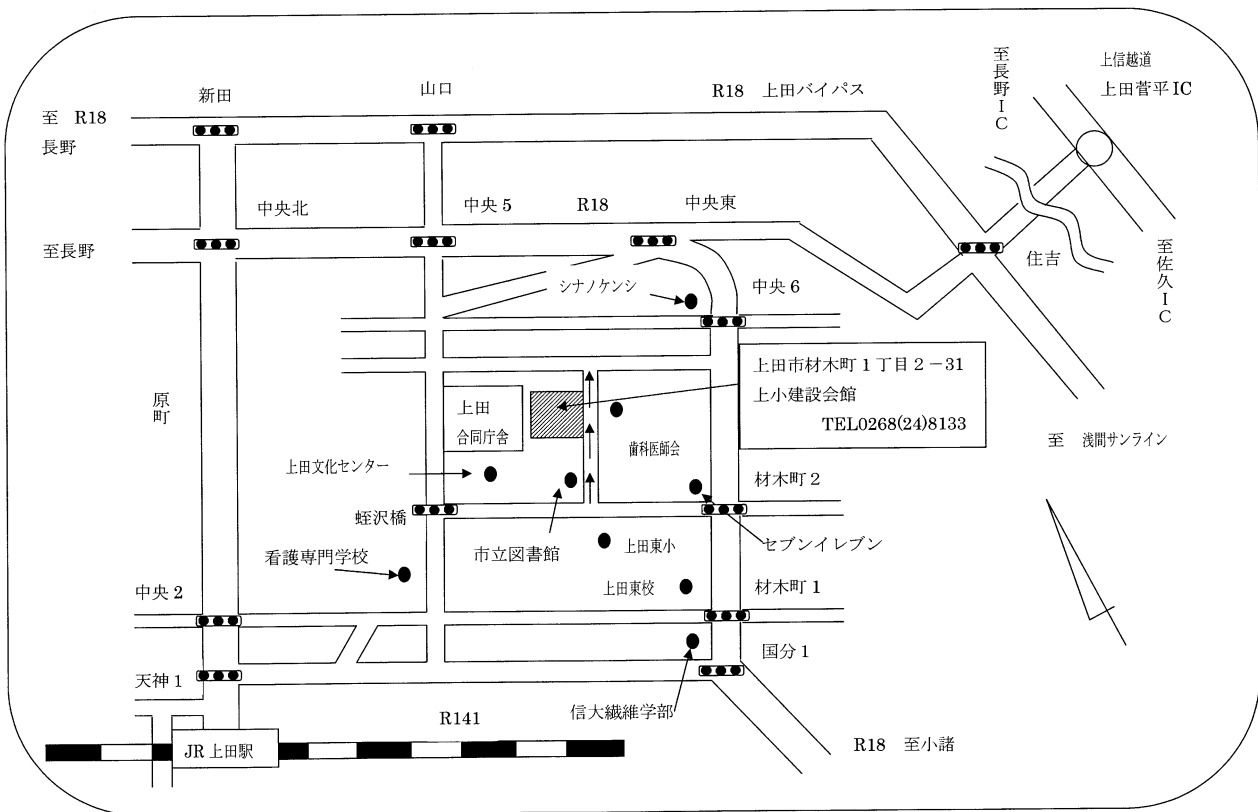 上信越道
上田菅平IC
至長野IC
新田
山口
R18 上田バイパス
至 R18
長野
中央北
中央5
R18
中央東
至長野
住吉
至佐久IC
シナノケンシ
中央6
上田市材木町1丁目2－31
上小建設会館
TEL0268(24)8133
原町
上田
合同庁舎
歯科医師会
至 浅間サンライン
上田文化センター
材木町2
蛭沢橋
市立図書館
上田東小
セブンイレブン
看護専門学校
上田東校
材木町1
中央2
国分1
天神1
信大繊維学部
R141
JR上田駅
R18 至小諸